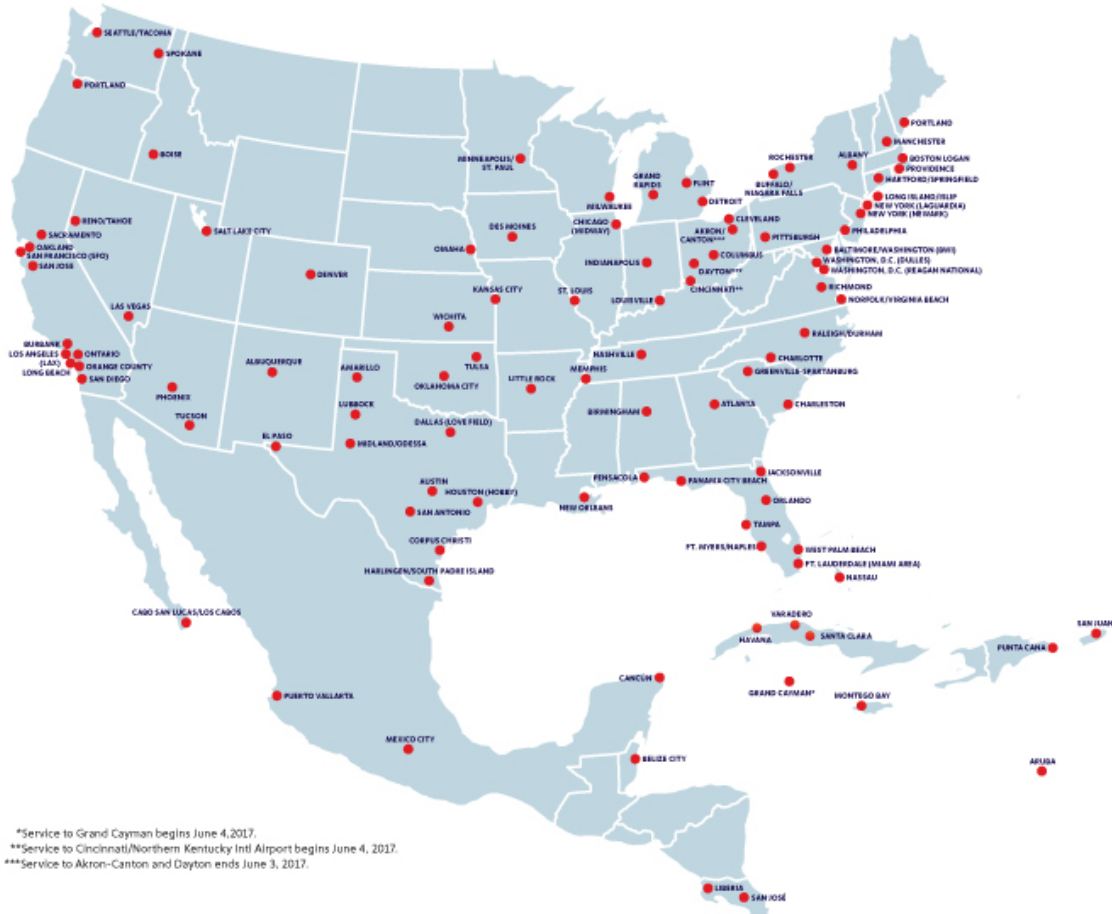 SEATTLE/TACOMA
SPOKANE
PORTLAND
PORTLAND
MANCHESTER
BOISE
MINNEAPOLIS/
ST. PAUL
ROCHESTER
ALBANY
BOSTON LOGAN
PROVIDENCE
HARTFORD/SPRINGFIELD
GRAND
RAPIDS
FLINT
BUFFALO/
NIAGARA FALLS
LONG ISLAND/ISLIP
NEW YORK (LAGUARDIA)
NEW YORK (NEWARK)
MILWAUKEE
DETROIT
RENO/TAHOE
SALT LAKE CITY
DES MOINES
CHICAGO
(MIDWAY)
CLEVELAND
AKRON/
CANTON***
PITTSBURGH
PHILADELPHIA
SACRAMENTO
OAKLAND
SAN FRANCISCO (SFO)
SAN JOSE
OMAHA
INDIANAPOLIS
COLUMBUS
DAYTON***
CINCINNATI**
BALTIMORE/WASHINGTON (BWI)
WASHINGTON, D.C. (DULLES)
WASHINGTON, D.C. (REAGAN NATIONAL)
DENVER
KANSAS CITY
ST. LOUIS
LOUISVILLE
RICHMOND
NORFOLK/VIRGINIA BEACH
LAS VEGAS
WICHITA
RALEIGH/DURHAM
BURBANK
LOS ANGELES
(LAX)
ONTARIO
ORANGE COUNTY
LONG BEACH
SAN DIEGO
ALBUQUERQUE
AMARILLO
TULSA
OKLAHOMA CITY
LITTLE ROCK
NASHVILLE
MEMPHIS
CHARLOTTE
GREENVILLE-SPARTANBURG
PHOENIX
TUCSON
LUBBOCK
DALLAS (LOVE FIELD)
BIRMINGHAM
ATLANTA
CHARLESTON
EL PASO
MIDLAND/ODESSA
AUSTIN
HOUSTON (HOBBY)
SAN ANTONIO
NEW ORLEANS
PENSACOLA
PANAMA CITY BEACH
JACKSONVILLE
ORLANDO
TAMPA
CORPUS CHRISTI
HARLINGEN/SOUTH PADRE ISLAND
FT. MYERS/NAPLES
WEST PALM BEACH
FT. LAUDERDALE (MIAMI AREA)
NASSAU
CABO SAN LUCAS/LOS CABOS
VARADERO
HAVANA
SANTA CLARA
SAN JUAN
PUNTA CANA
CANCÚN
GRAND CAYMAN*
MONTEGO BAY
PUERTO VALLARTA
MEXICO CITY
BELIZE CITY
ARUBA
*Service to Grand Cayman begins June 4,2017.
**Service to Cincinnati/Northern Kentucky Intl Airport begins June 4, 2017.
***Service to Akron-Canton and Dayton ends June 3, 2017.
LIBERIA
SAN JOSÉ